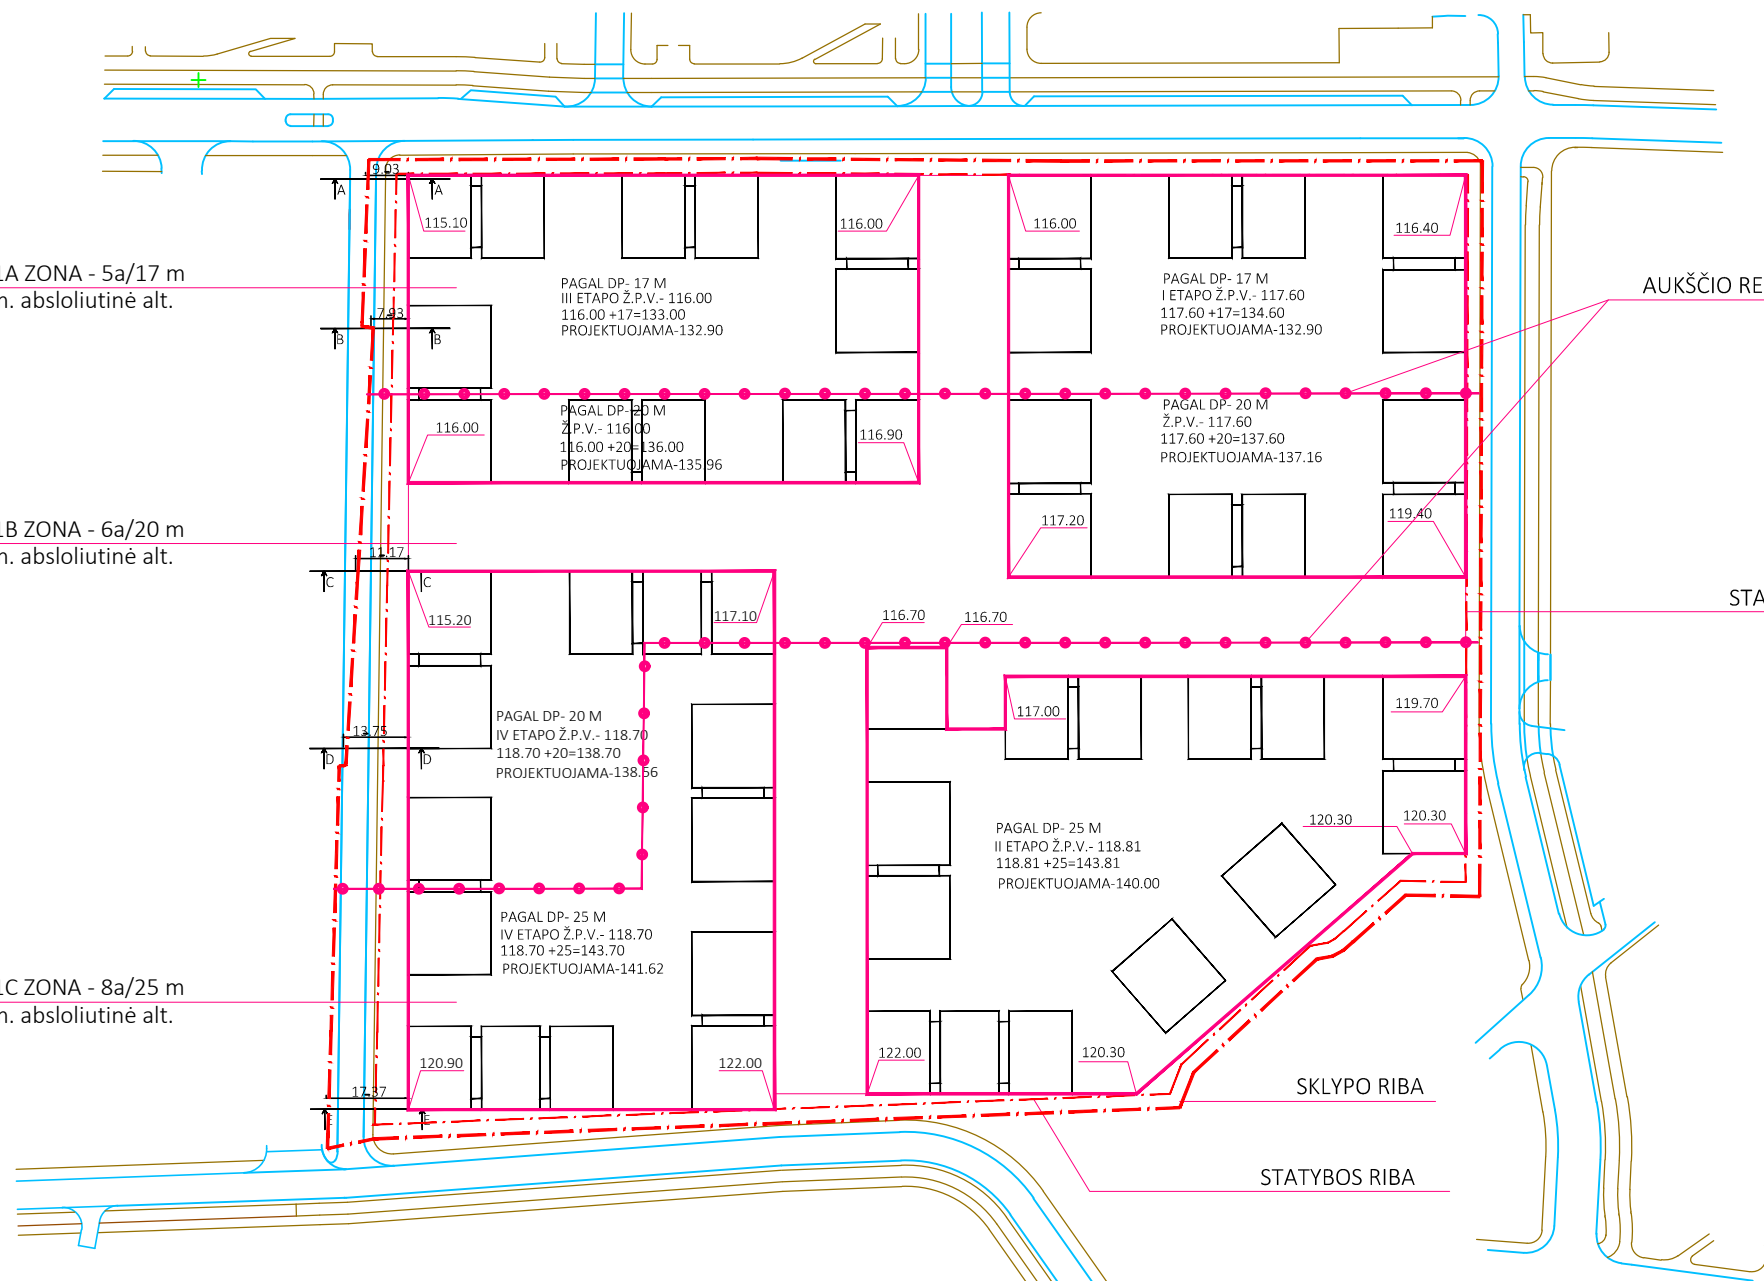 9.03
A
A
115.10
116.00
116.00
116.40
1A ZONA - 5a/17 m
m. absloliutinė alt.
PAGAL DP- 17 M
III ETAPO Ž.P.V.- 116.00
116.00 +17=133.00
PROJEKTUOJAMA-132.90
PAGAL DP- 17 M
I ETAPO Ž.P.V.- 117.60
117.60 +17=134.60
PROJEKTUOJAMA-132.90
AUKŠČIO RE
7.93
B
B
PAGAL DP- 20 M
Ž.P.V.- 116.00
116.00 +20=136.00
PROJEKTUOJAMA-135.96
116.00
116.90
PAGAL DP- 20 M
Ž.P.V.- 117.60
117.60 +20=137.60
PROJEKTUOJAMA-137.16
117.20
119.40
1B ZONA - 6a/20 m
m. absloliutinė alt.
11.17
C
C
115.20
117.10
116.70
116.70
STA
13.75
D
D
PAGAL DP- 20 M
IV ETAPO Ž.P.V.- 118.70
118.70 +20=138.70
PROJEKTUOJAMA-138.56
117.00
119.70
PAGAL DP- 25 M
II ETAPO Ž.P.V.- 118.81
118.81 +25=143.81
PROJEKTUOJAMA-140.00
120.30
120.30
PAGAL DP- 25 M
IV ETAPO Ž.P.V.- 118.70
118.70 +25=143.70
PROJEKTUOJAMA-141.62
1C ZONA - 8a/25 m
m. absloliutinė alt.
120.90
122.00
122.00
120.30
17.37
E
E
SKLYPO RIBA
STATYBOS RIBA